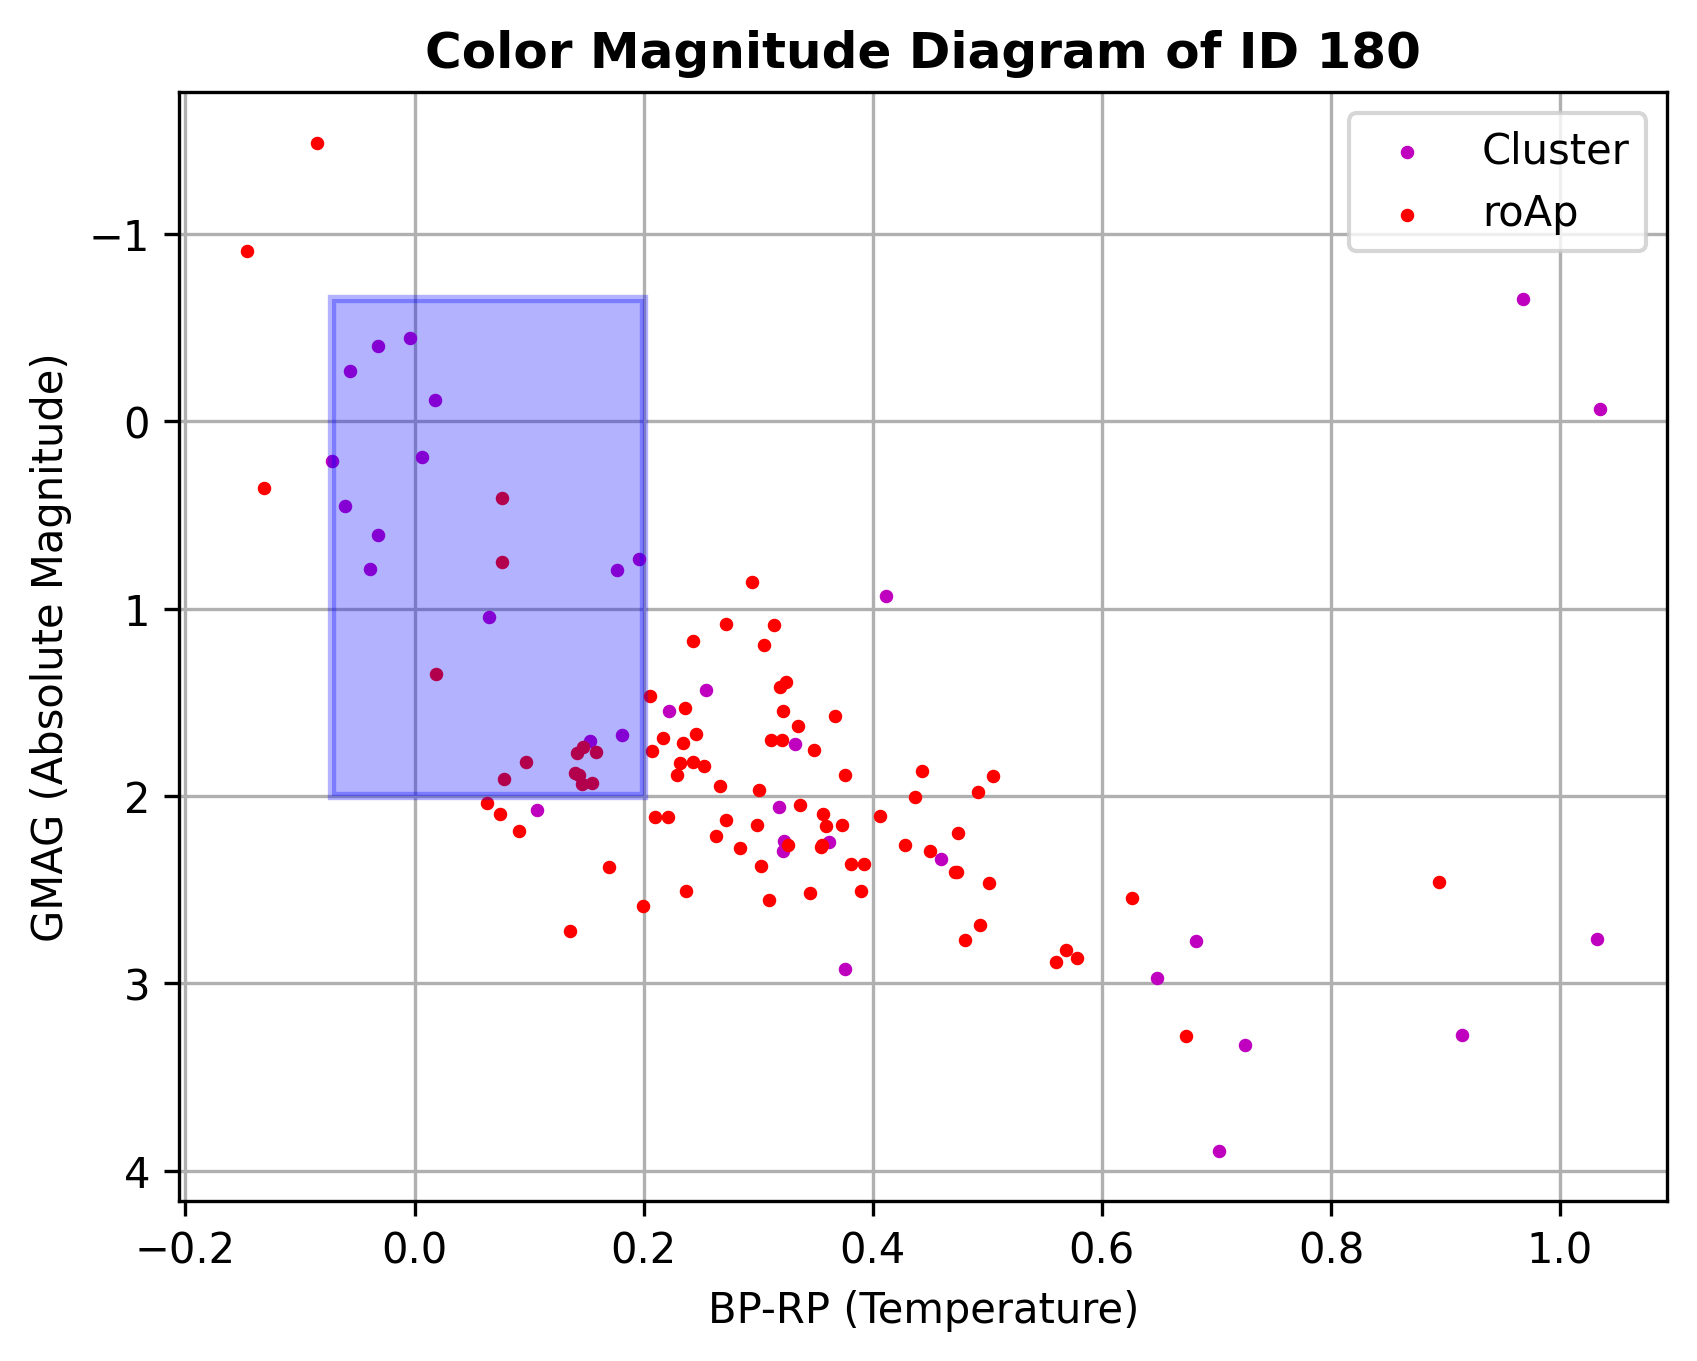 Color Magnitude Diagram of ID 180
Cluster
roAp
−1
0
1
2
3
4
GMAG (Absolute Magnitude)
−0.2 0.0 0.2 0.4 0.6 0.8 1.0
BP-RP (Temperature)